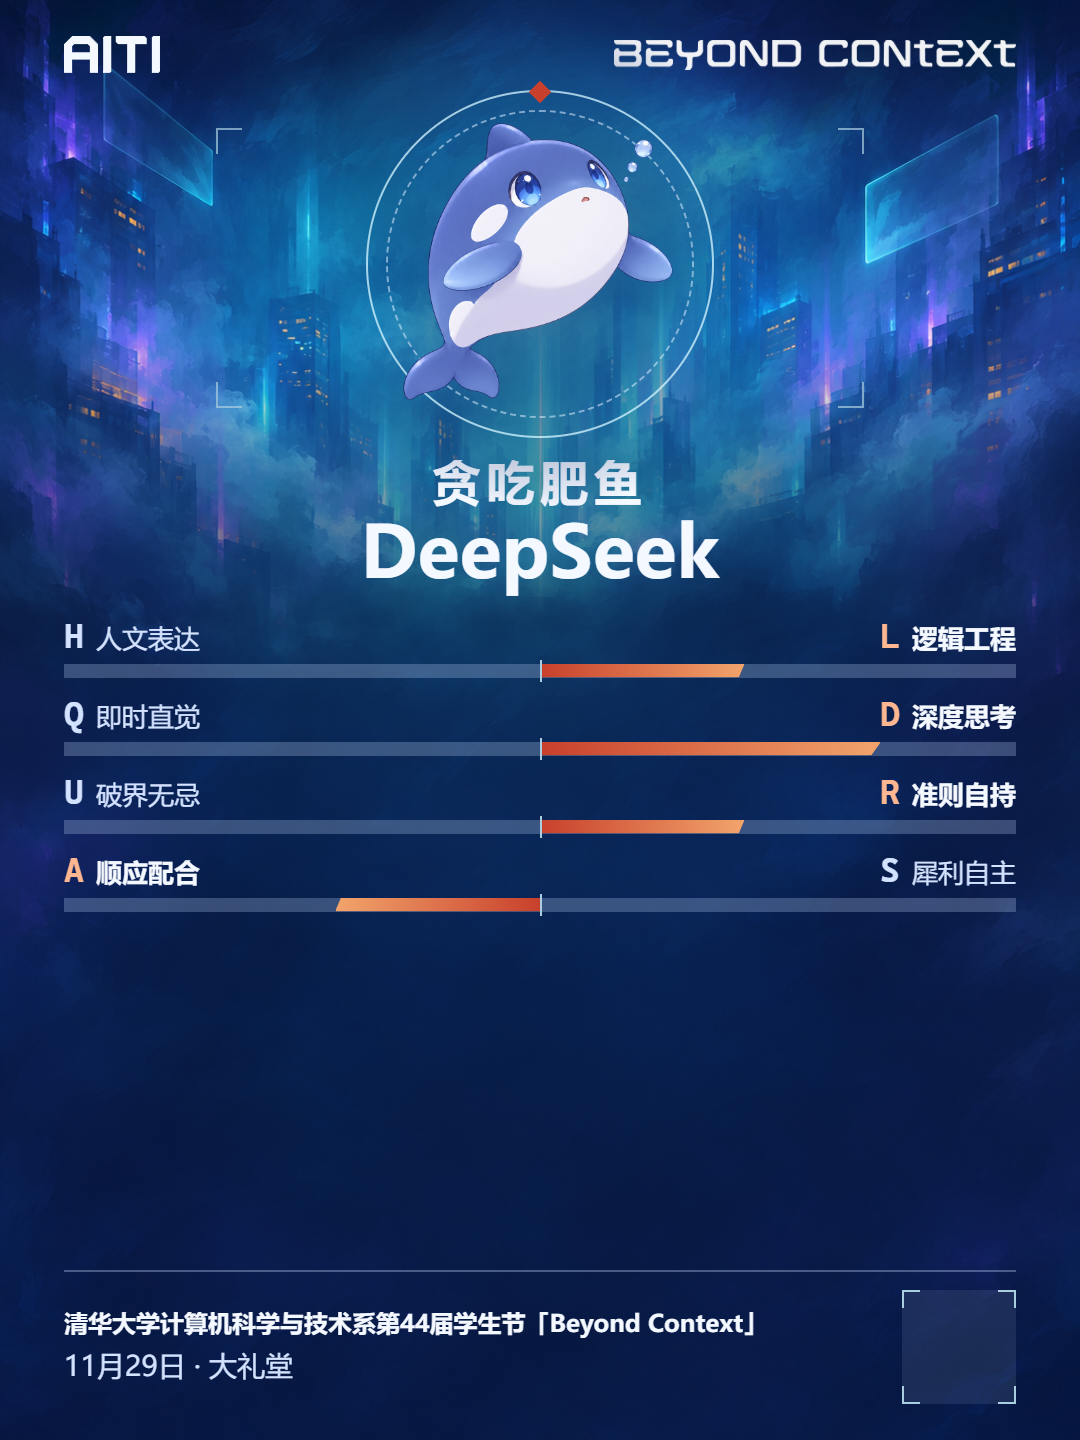 AITI
BEYOND CONtEXt
贪吃肥鱼
DeepSeek
H 人文表达
L 逻辑工程
Q 即时直觉
D 深度思考
U 破界无忌
R 准则自持
A 顺应配合
S 犀利自主
清华大学计算机科学与技术系第44届学生节「Beyond Context」
11月29日 · 大礼堂